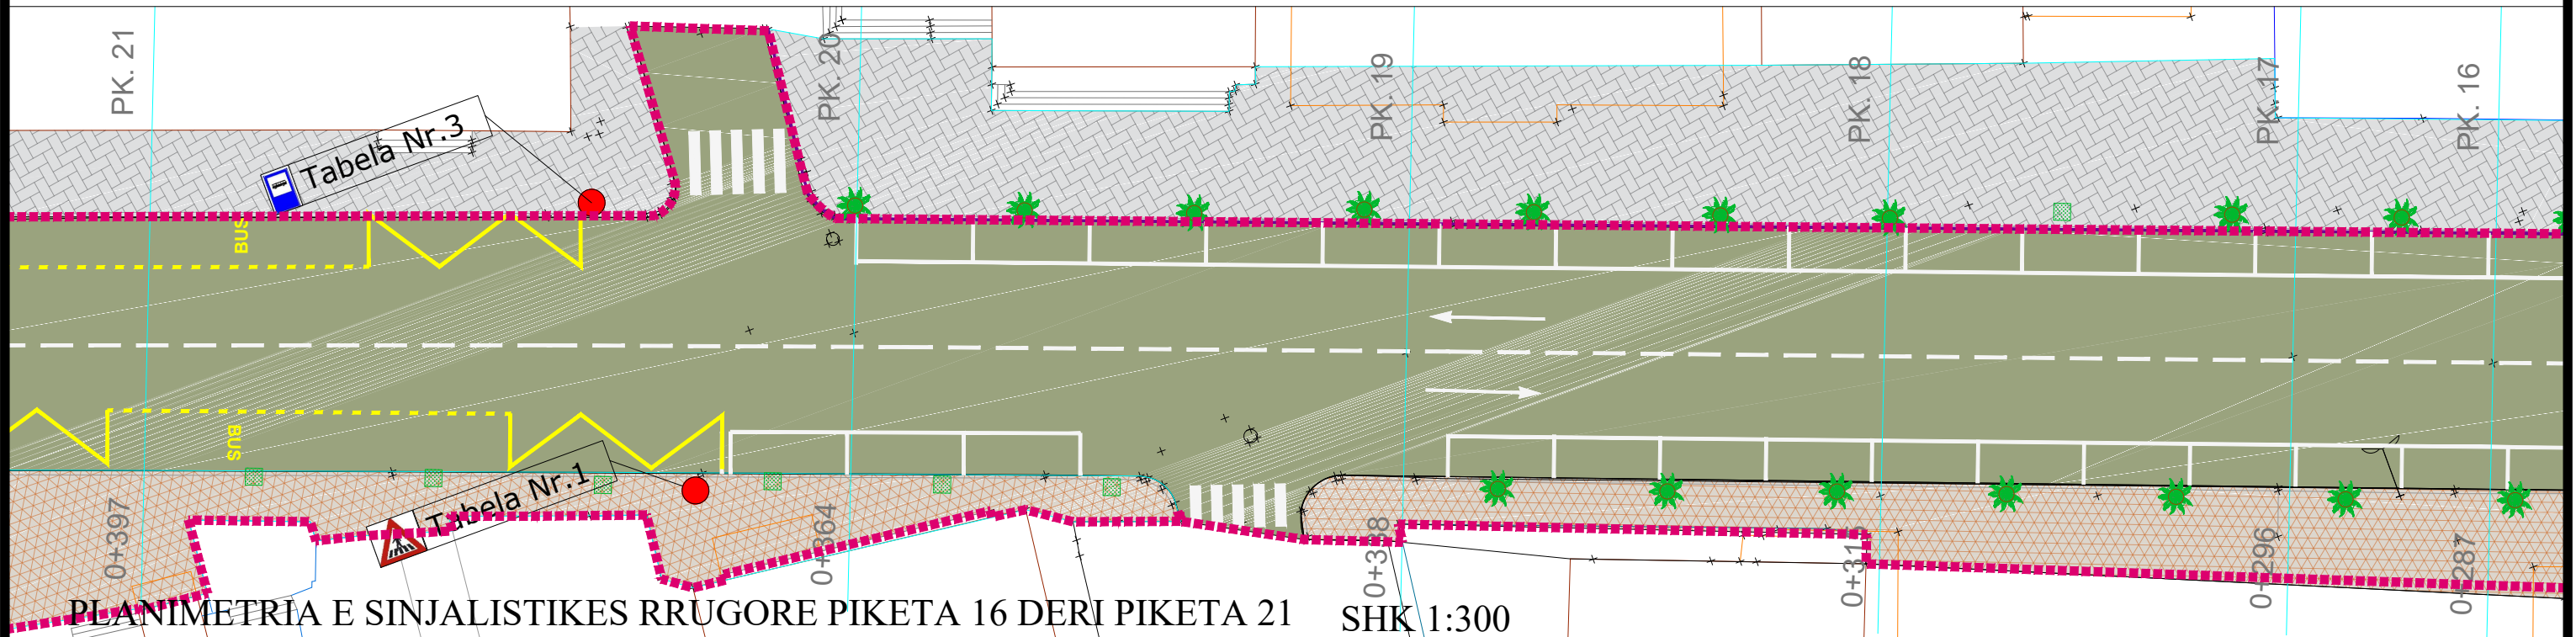 PK. 21
PK. 20
PK. 19
PK. 18
PK. 17
PK. 16
Tabela Nr.3
BUS
BUS
Tabela Nr.1
0+397
0+364
0+338
0+296
0+287
PLANIMETRIA E SINJALISTIKES RRUGORE PIKETA 16 DERI PIKETA 21
SHK 1:300